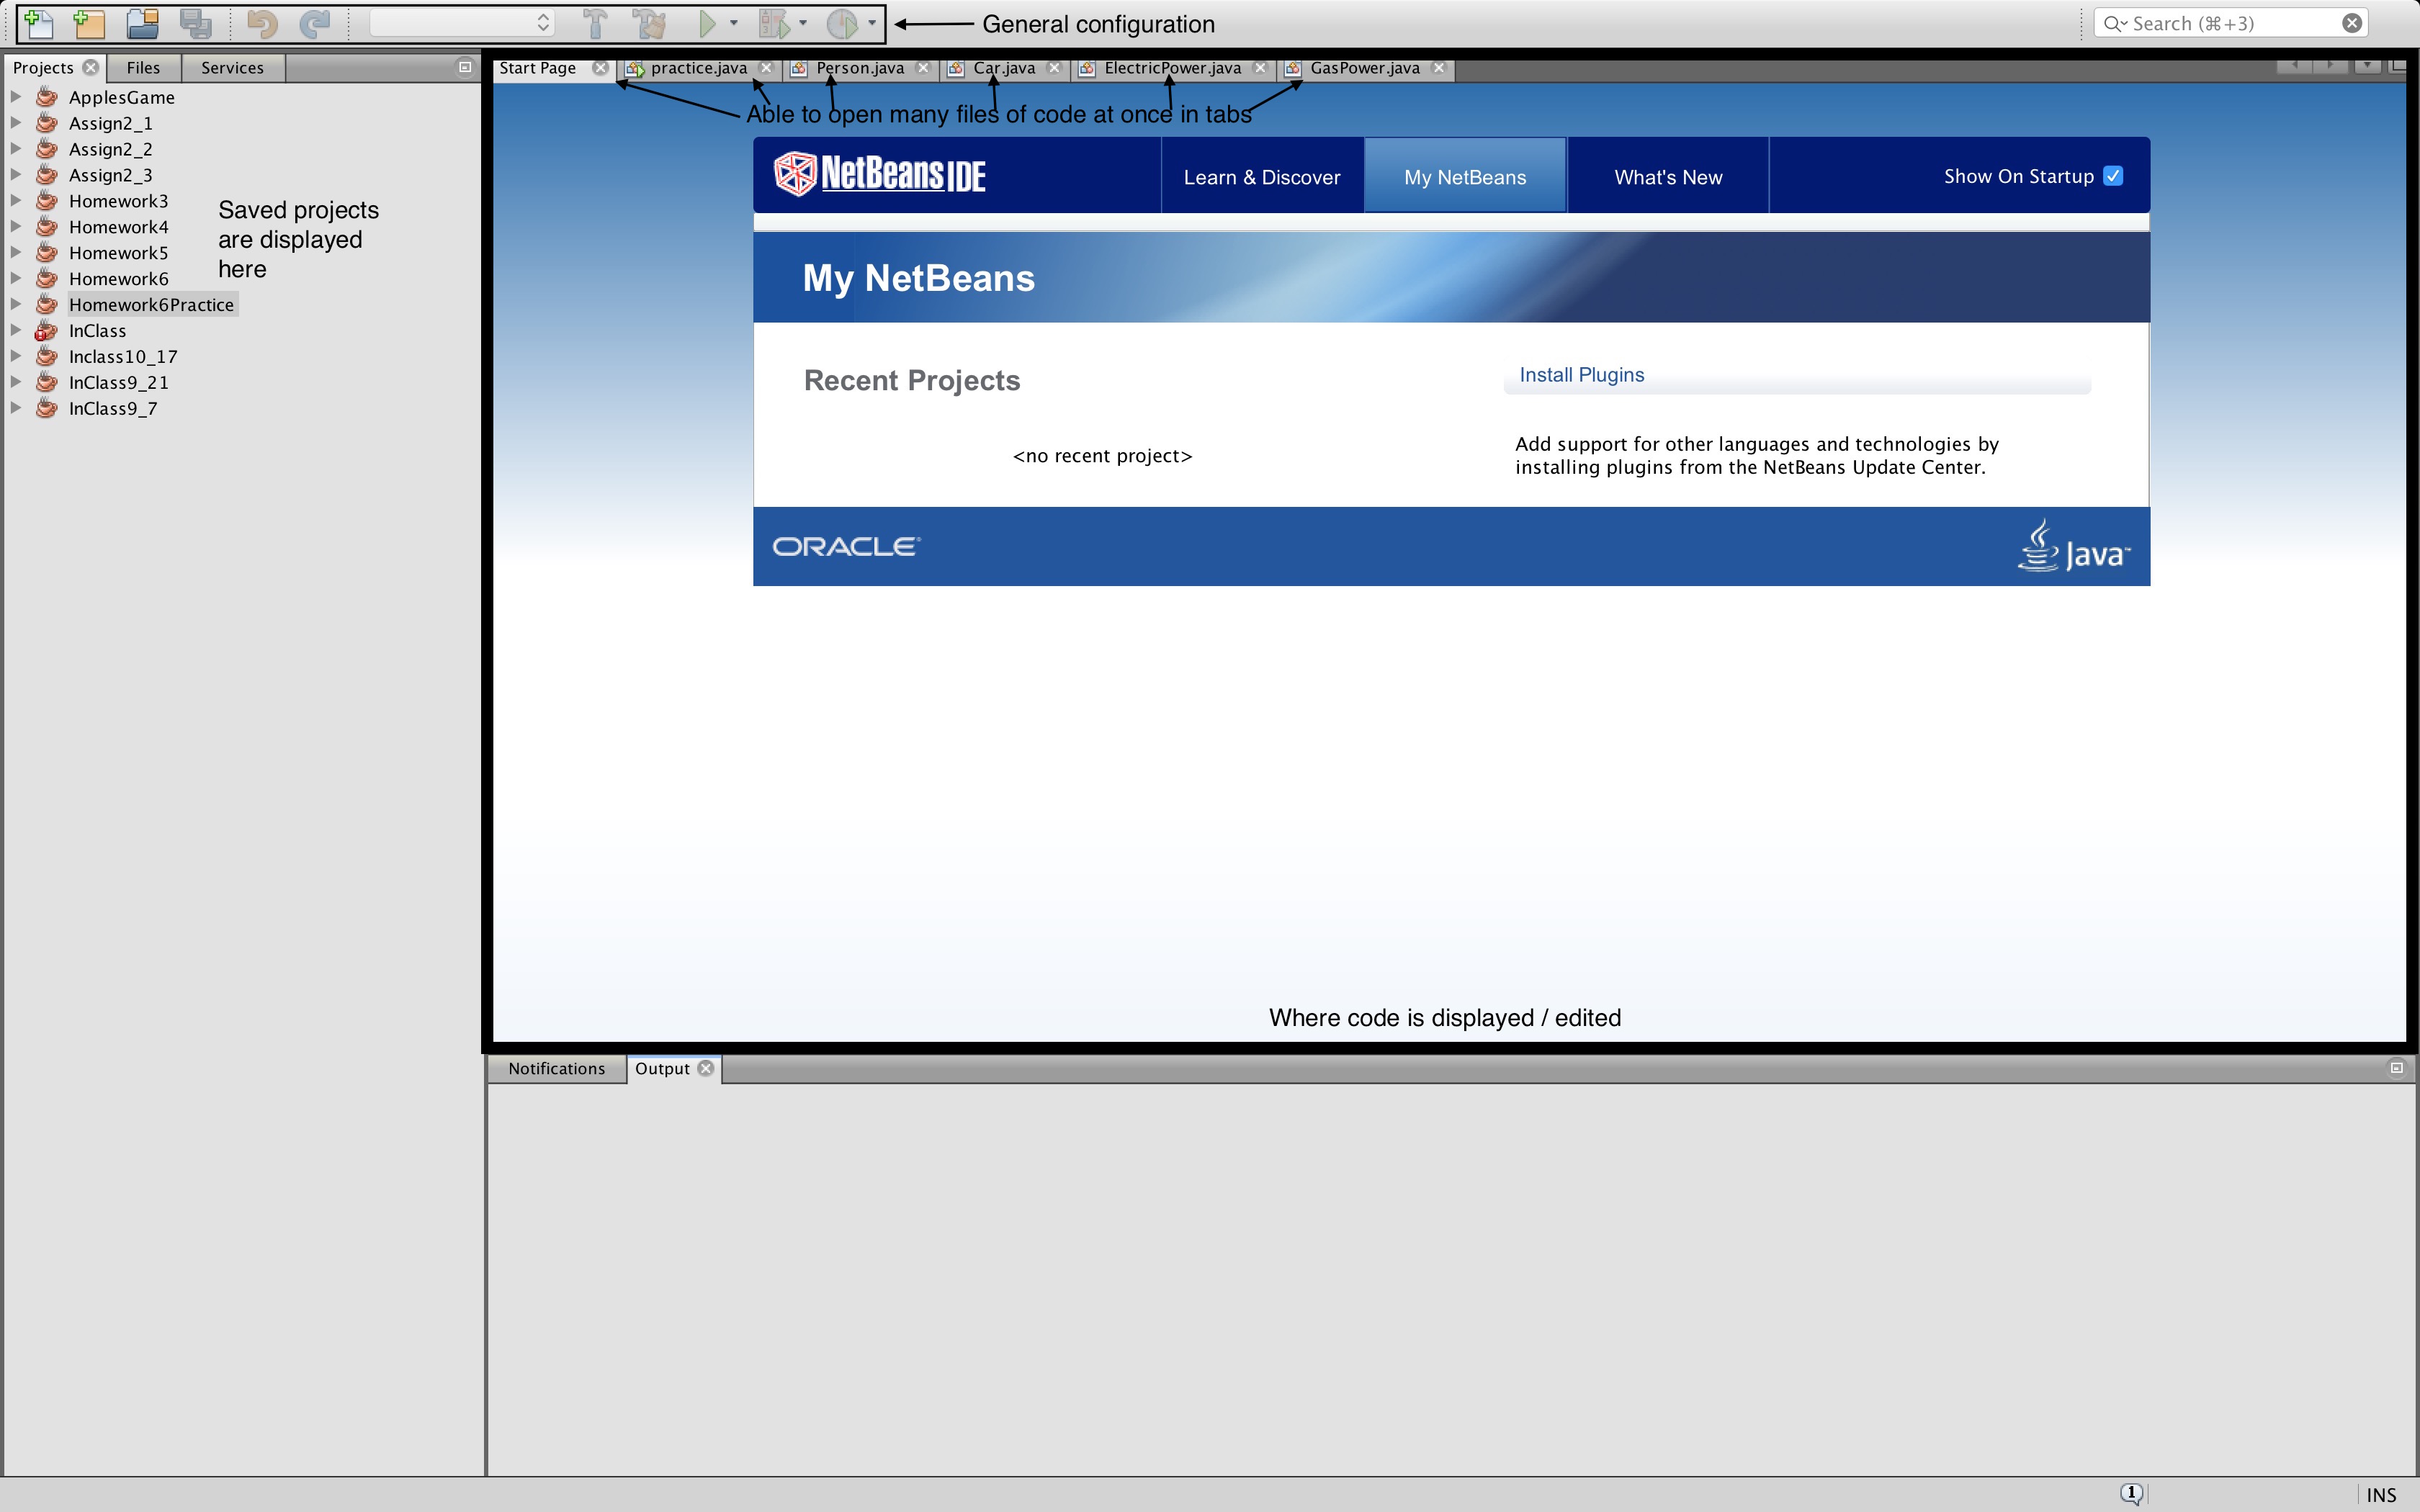 General configuration
Search (⌘+3)
Projects Files Services
Start Page practice.java Person.java Car.java ElectricPower.java GasPower.java
Able to open many files of code at once in tabs
ApplesGame
Assign2_1
Assign2_2
Assign2_3
Homework3
Homework4
Homework5
Homework6
Homework6Practice
InClass
Inclass10_17
InClass9_21
InClass9_7
Saved projects
are displayed
here
NetBeans IDE
Learn & Discover My NetBeans What's New Show On Startup
My NetBeans
Recent Projects
<no recent project>
Install Plugins
Add support for other languages and technologies by
installing plugins from the NetBeans Update Center.
ORACLE
Java
Where code is displayed / edited
Notifications Output
1 INS